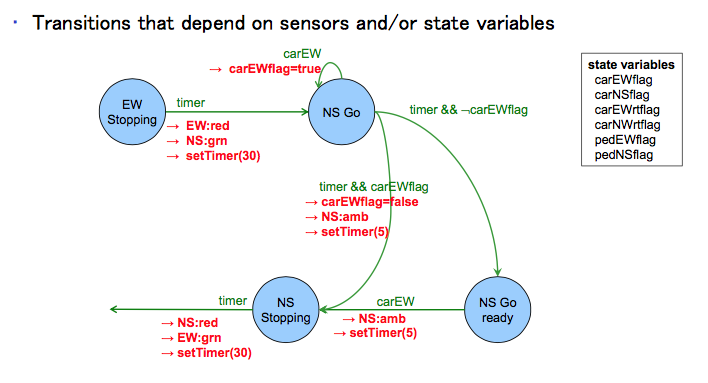 • Transitions that depend on sensors and/or state variables
carEW
→ carEWflag=true
state variables
carEWflag
carNSflag
carEWrtflag
carNWrtflag
pedEWflag
pedNSflag
EW
Stopping
timer
→ EW:red
→ NS:grn
→ setTimer(30)
NS Go
timer && ¬carEWflag
timer && carEWflag
→ carEWflag=false
→ NS:amb
→ setTimer(5)
timer
→ NS:red
→ EW:grn
→ setTimer(30)
NS
Stopping
carEW
→ NS:amb
→ setTimer(5)
NS Go
ready